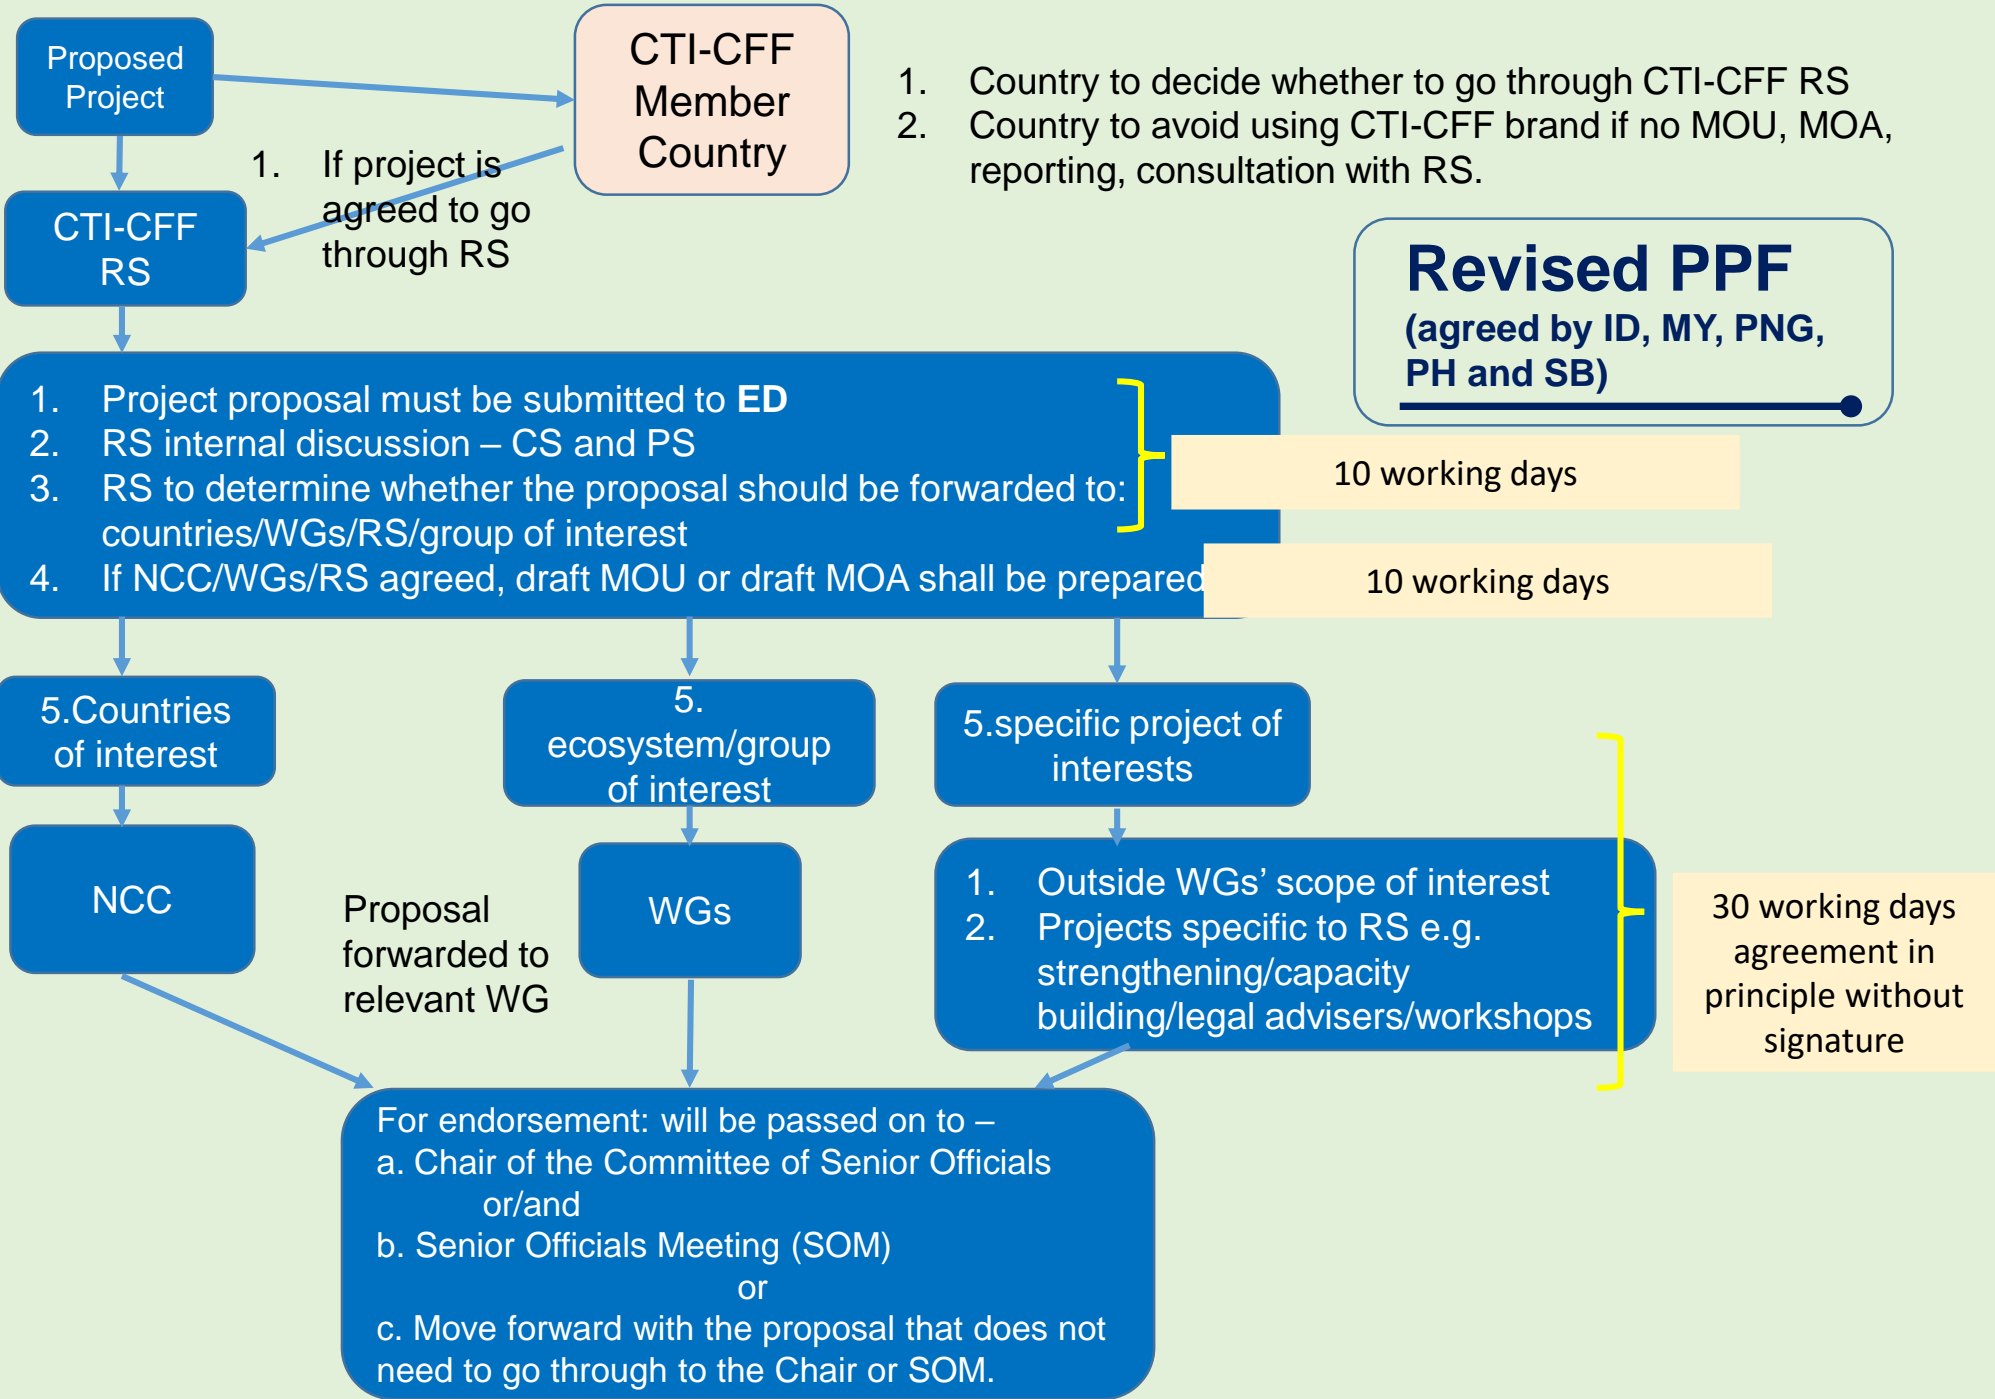 Proposed
Project
CTI-CFF
Member
Country
1. Country to decide whether to go through CTI-CFF RS
2. Country to avoid using CTI-CFF brand if no MOU, MOA,
reporting, consultation with RS.
1. If project is
agreed to go
through RS
CTI-CFF
RS
Revised PPF
(agreed by ID, MY, PNG,
PH and SB)
1. Project proposal must be submitted to ED
2. RS internal discussion – CS and PS
3. RS to determine whether the proposal should be forwarded to:
countries/WGs/RS/group of interest
4. If NCC/WGs/RS agreed, draft MOU or draft MOA shall be prepared
10 working days
10 working days
5.Countries
of interest
5.
ecosystem/group
of interest
5.specific project of
interests
NCC
Proposal
forwarded to
relevant WG
WGs
1. Outside WGs’ scope of interest
2. Projects specific to RS e.g.
strengthening/capacity
building/legal advisers/workshops
30 working days
agreement in
principle without
signature
For endorsement: will be passed on to –
a. Chair of the Committee of Senior Officials
or/and
b. Senior Officials Meeting (SOM)
or
c. Move forward with the proposal that does not
need to go through to the Chair or SOM.